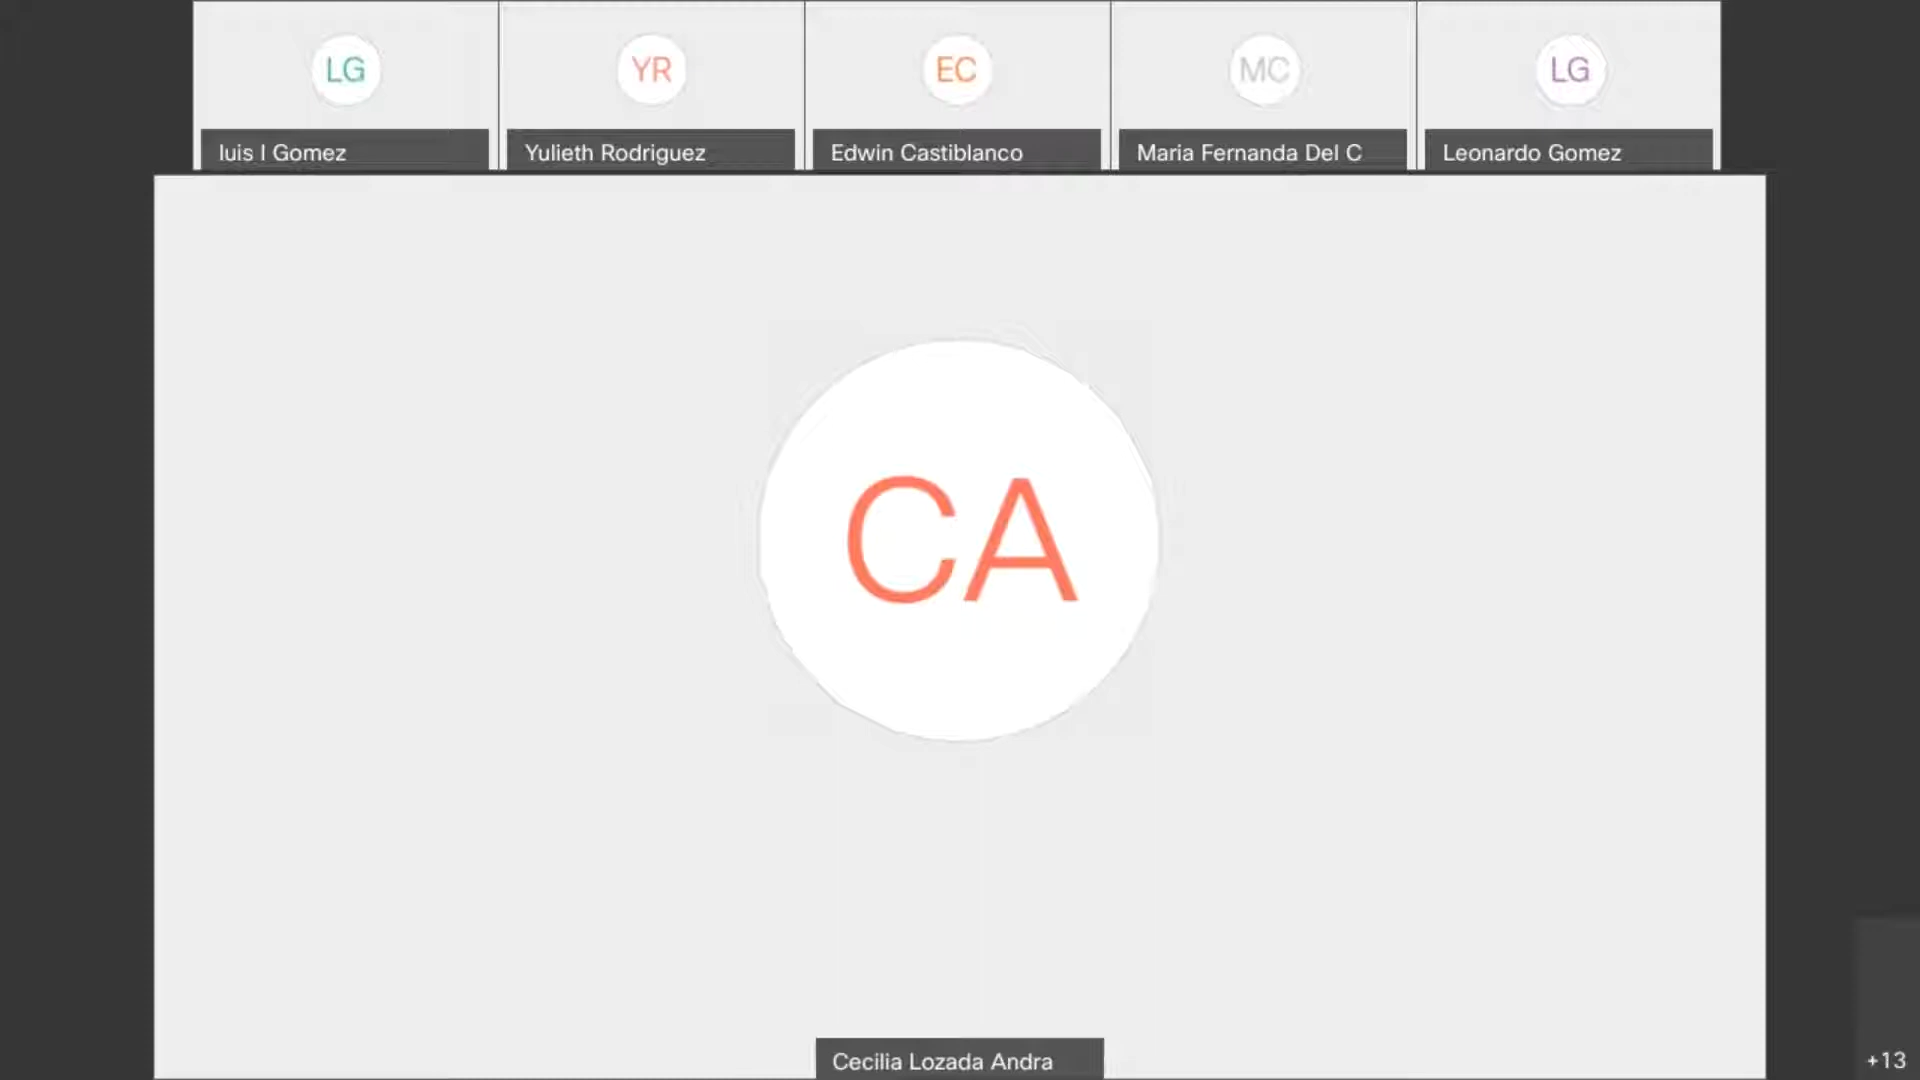 LG
YR
EC
MC
LG
luis I Gomez
Yulieth Rodriguez
Edwin Castiblanco
Maria Fernanda Del C
Leonardo Gomez
CA
Cecilia Lozada Andra
+13